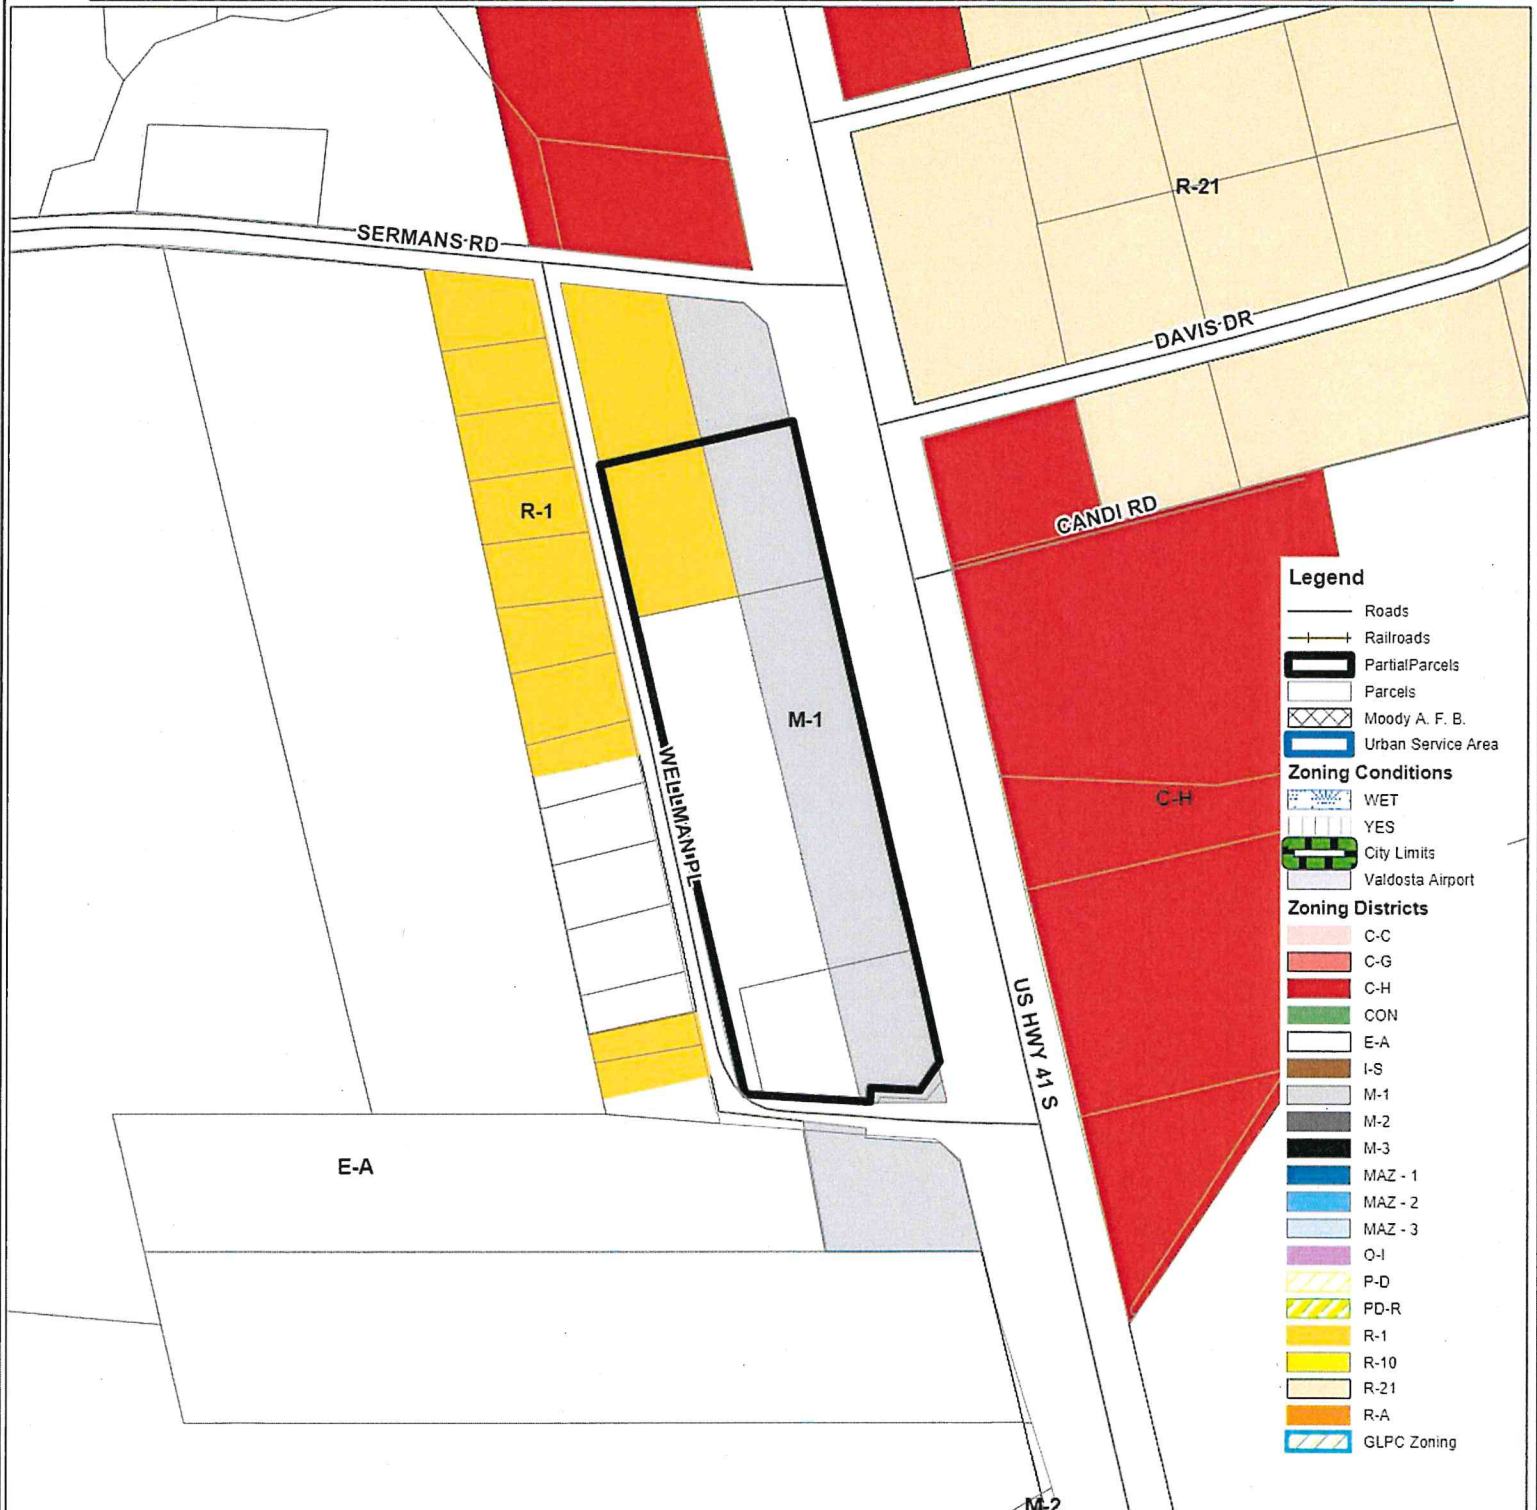 R-21
SERMANS RD
DAVIS DR
R-1
CANDI RD
M-1
WELLMAN PL
C-H
US HWY 41 S
E-A
M-2
Legend
Roads
Railroads
PartialParcels
Parcels
Moody A. F. B.
Urban Service Area
Zoning Conditions
WET
YES
City Limits
Valdosta Airport
Zoning Districts
C-C
C-G
C-H
CON
E-A
I-S
M-1
M-2
M-3
MAZ - 1
MAZ - 2
MAZ - 3
O-I
P-D
PD-R
R-1
R-10
R-21
R-A
GLPC Zoning